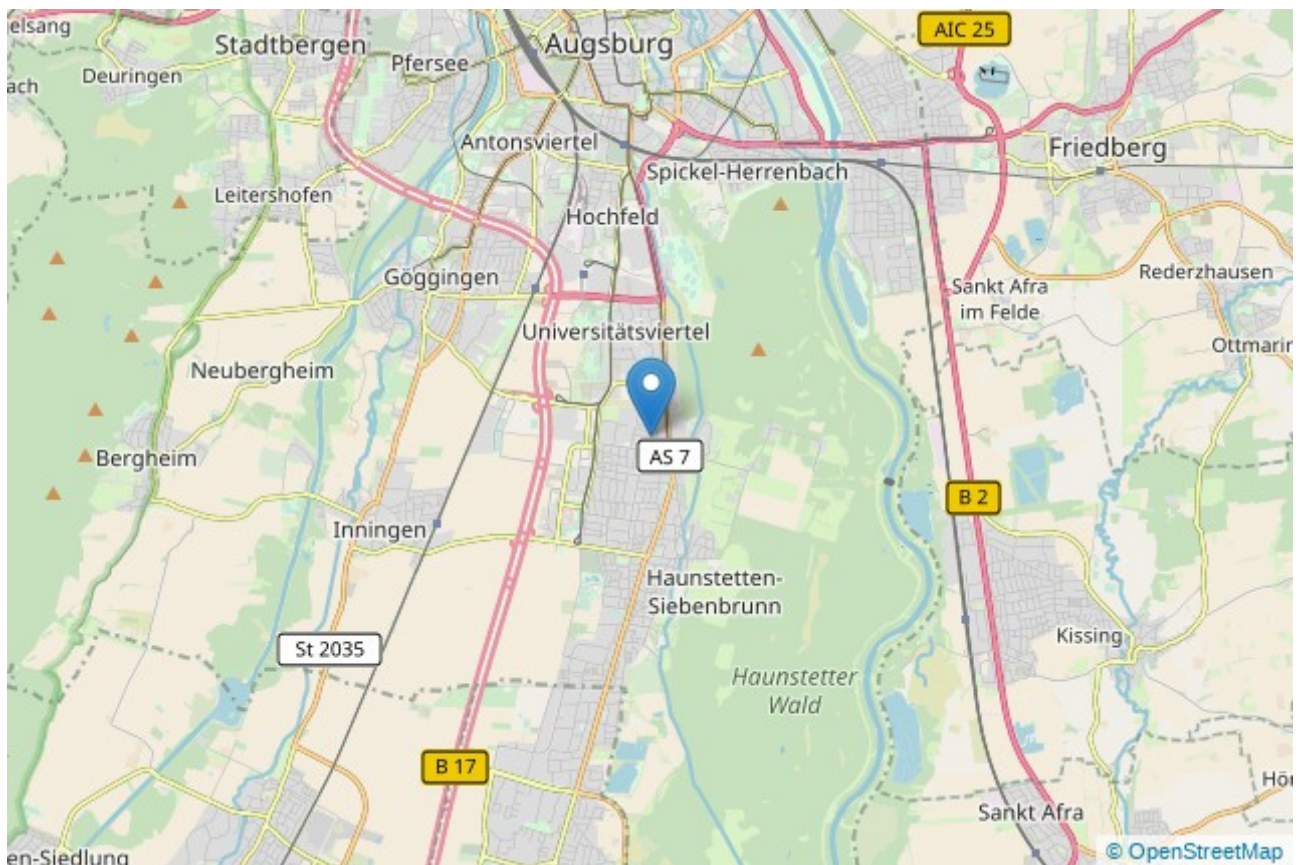 elsang
Stadtbergen
Augsburg
AIC 25
Pfersee
Deuringen
ach
Antonsviertel
Friedberg
Spickel-Herrenbach
Leitershofen
Hochfeld
Göggingen
Rederzhausen
Sankt Afra
im Felde
Universitätsviertel
Ottmarin
Neubergheim
Bergheim
AS 7
B 2
Inningen
Haunstetten-
Siebenbrunn
Kissing
St 2035
Haunstetter
Wald
B 17
Hör
Sankt Afra
en-Siedlung
© OpenStreetMap